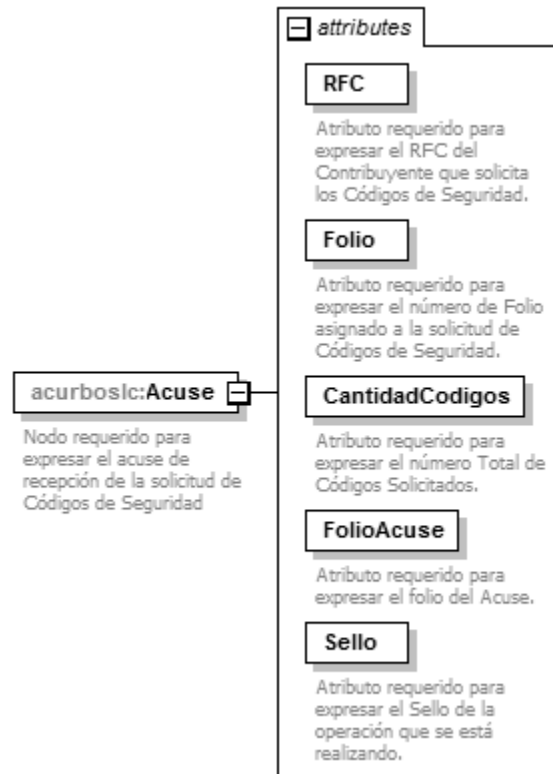 attributes
RFC
Atributo requerido para
expresar el RFC del
Contribuyente que solicita
los Códigos de Seguridad.
Folio
Atributo requerido para
expresar el número de Folio
asignado a la solicitud de
Códigos de Seguridad.
acurboslc:Acuse
Nodo requerido para
expresar el acuse de
recepción de la solicitud de
Códigos de Seguridad
CantidadCodigos
Atributo requerido para
expresar el número Total de
Códigos Solicitados.
FolioAcuse
Atributo requerido para
expresar el folio del Acuse.
Sello
Atributo requerido para
expresar el Sello de la
operación que se está
realizando.